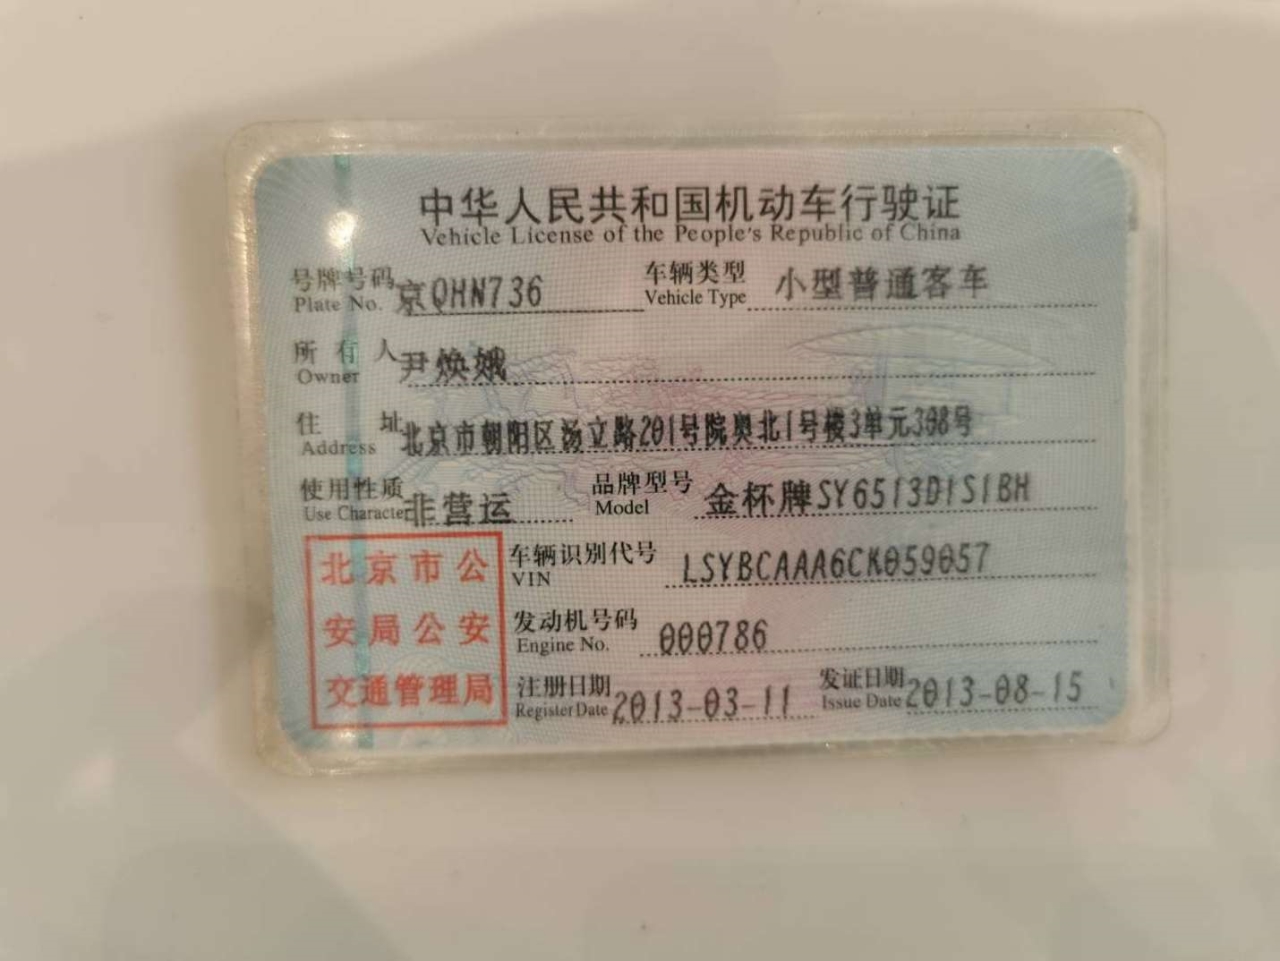 中华人民共和国机动车行驶证
Vehicle License of the People's Republic of China
号牌号码 京QHN736 车辆类型 小型普通客车
Plate No. Vehicle Type
所有人 尹焕娥
Owner
住址 北京市朝阳区汤立路201号院奥北1号楼3单元308号
Address
使用性质 非营运 品牌型号 金杯牌SY6513D1S1BH
Use Character Model
北京市公安局公安交通管理局
车辆识别代号 LSYBCAAA6CK059057
VIN
发动机号码 000786
Engine No.
注册日期 2013-03-11 发证日期 2013-08-15
Register Date Issue Date